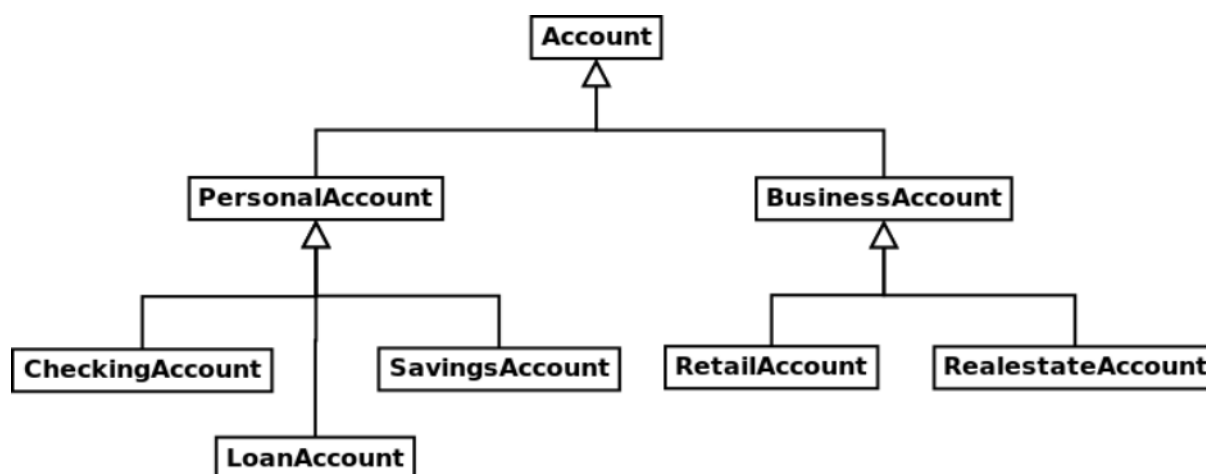 Account
PersonalAccount
BusinessAccount
CheckingAccount
SavingsAccount
RetailAccount
RealestateAccount
LoanAccount